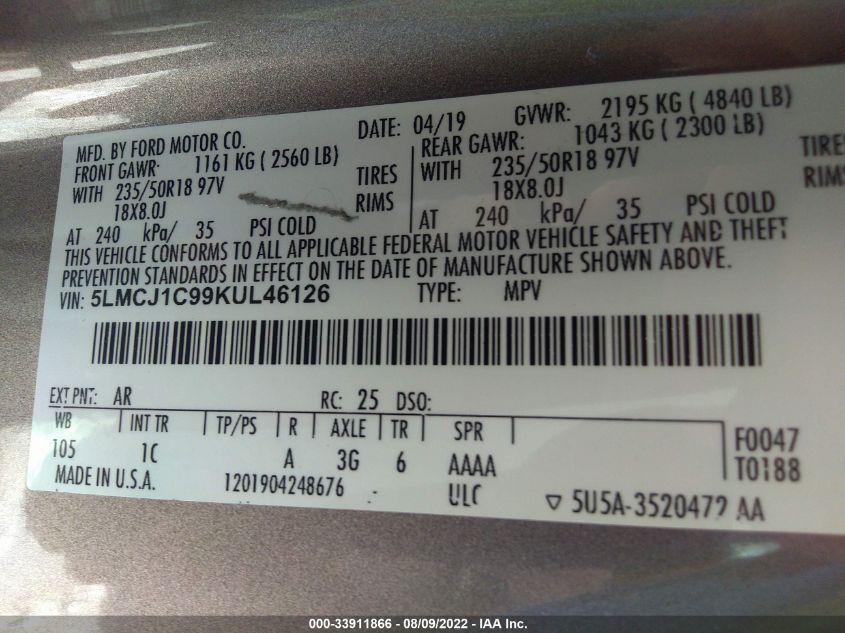 MFD. BY FORD MOTOR CO.
DATE: 04/19
GVWR: 2195 KG ( 4840 LB)
FRONT GAWR: 1161 KG ( 2560 LB)
REAR GAWR: 1043 KG ( 2300 LB)
WITH 235/50R18 97V TIRES
WITH 235/50R18 97V TIRE
18X8.0J RIMS
18X8.0J RIMS
AT 240 kPa/ 35 PSI COLD
AT 240 kPa/ 35 PSI COLD
THIS VEHICLE CONFORMS TO ALL APPLICABLE FEDERAL MOTOR VEHICLE SAFETY AND THEFT
PREVENTION STANDARDS IN EFFECT ON THE DATE OF MANUFACTURE SHOWN ABOVE.
VIN: 5LMCJ1C99KUL46126 TYPE: MPV
EXT PNT: AR RC: 25 DSO:
WB INT TR TP/PS R AXLE TR SPR
105 1C A 3G 6 AAAA
F0047
T0188
MADE IN U.S.A. 1201904248676 - ULC
▽ 5U5A-3520472 AA
000-33911866 - 08/09/2022 - IAA Inc.